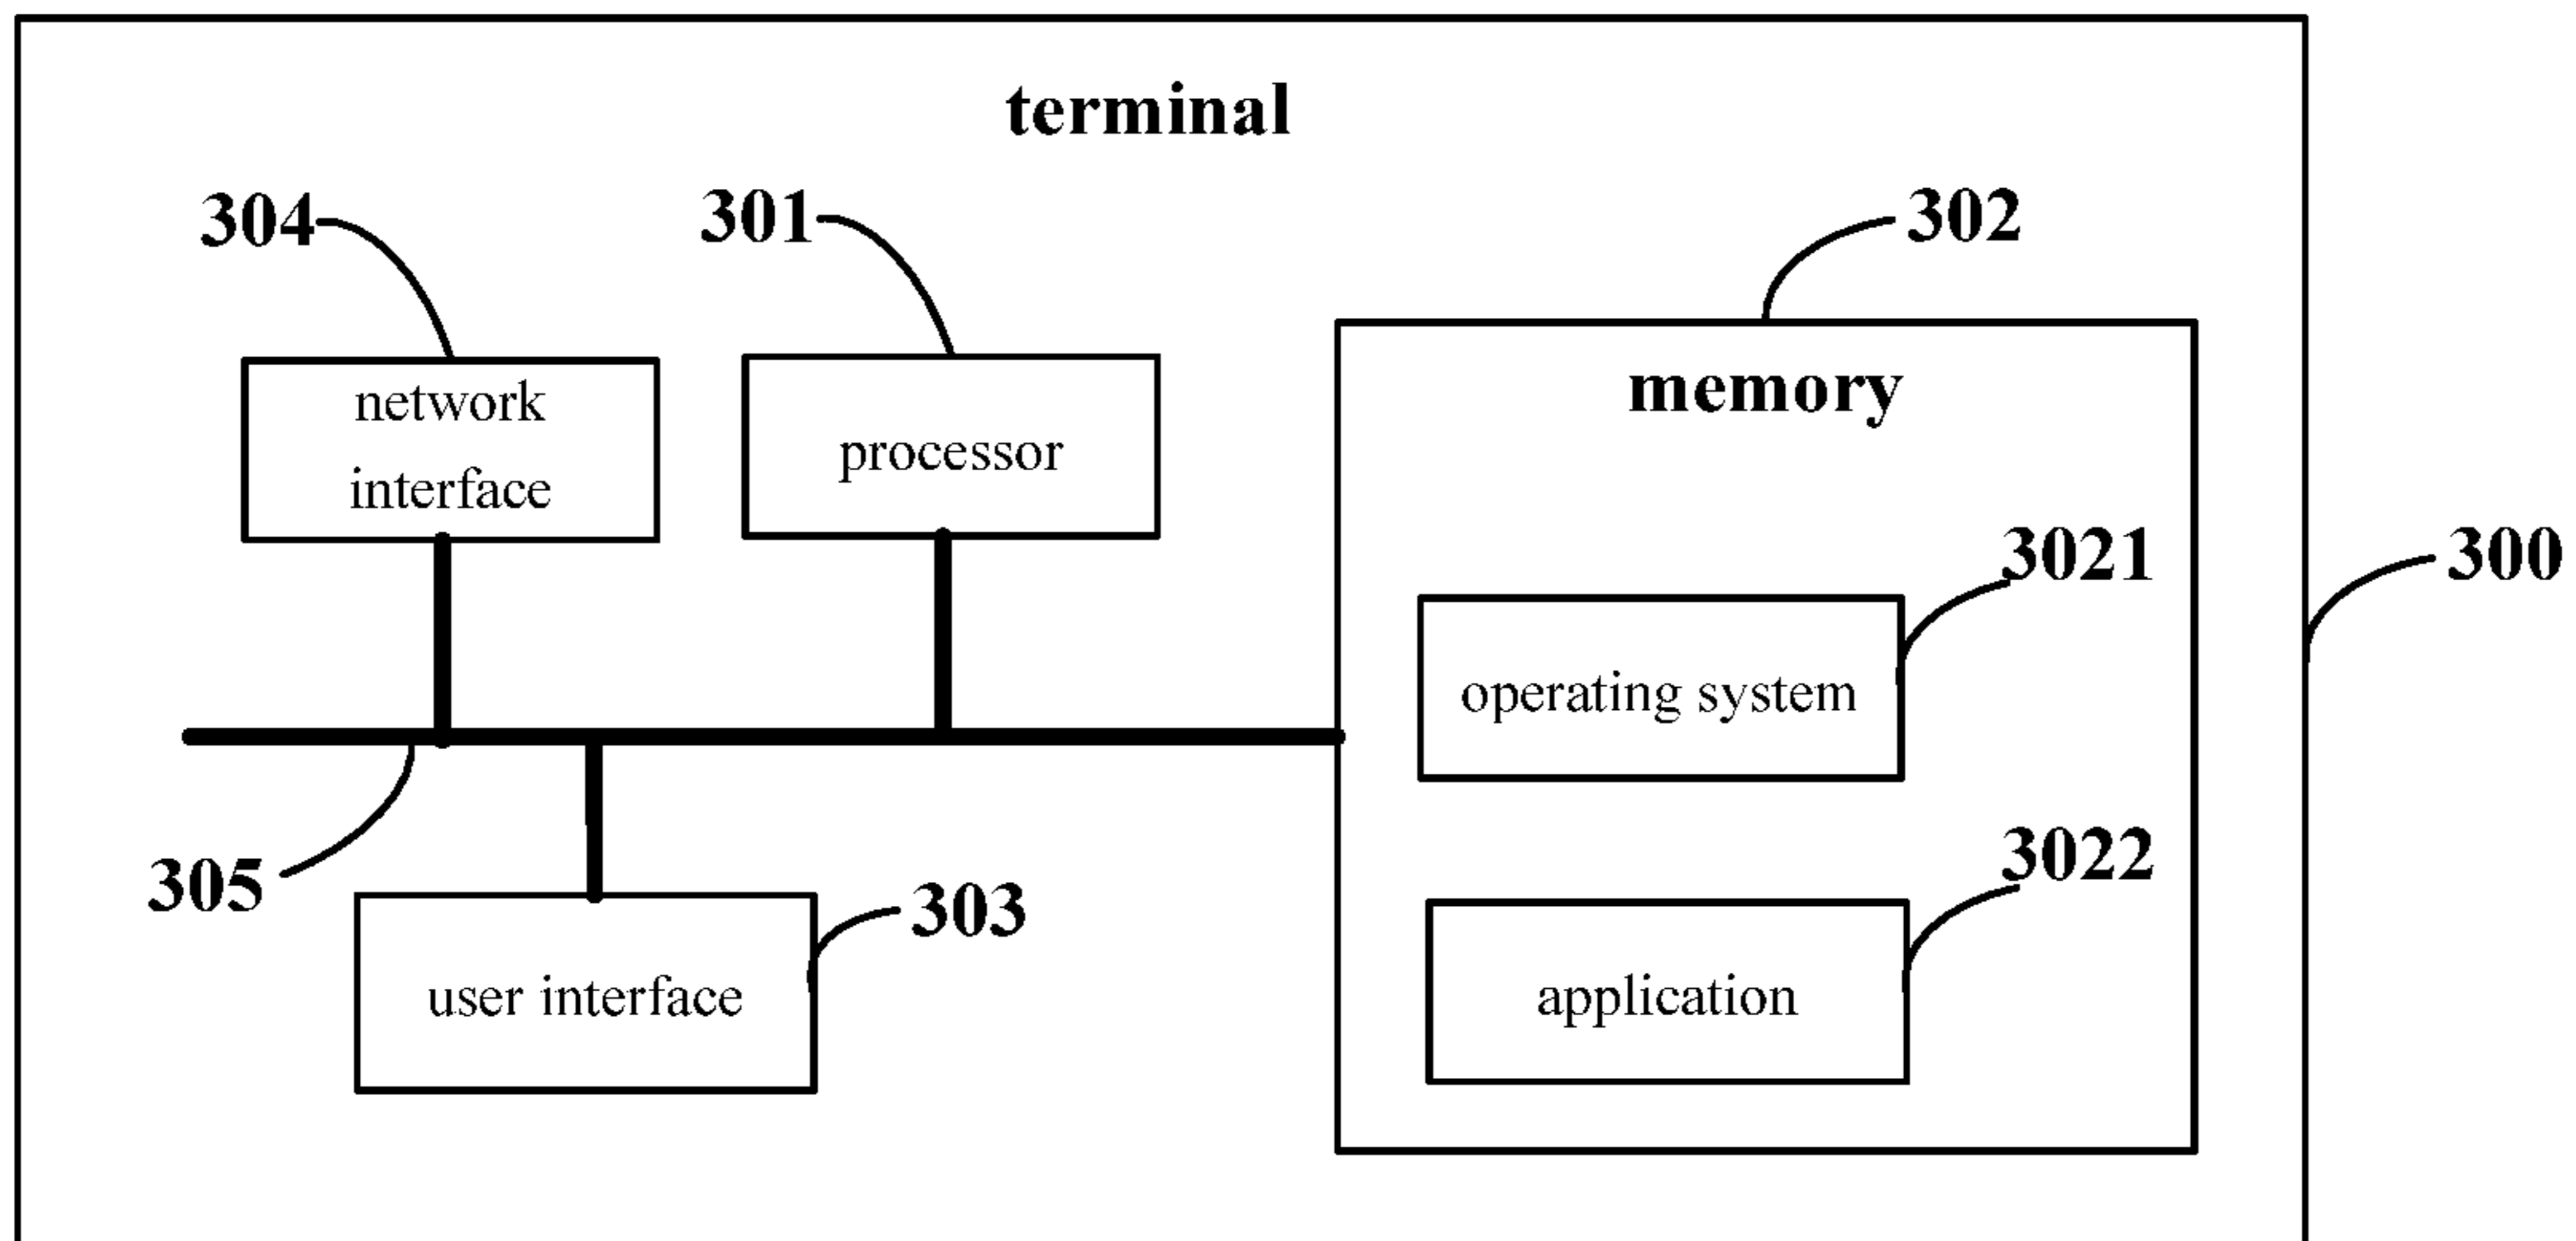 terminal
304
301
302
network
interface
processor
memory
3021
300
operating system
305
303
3022
user interface
application